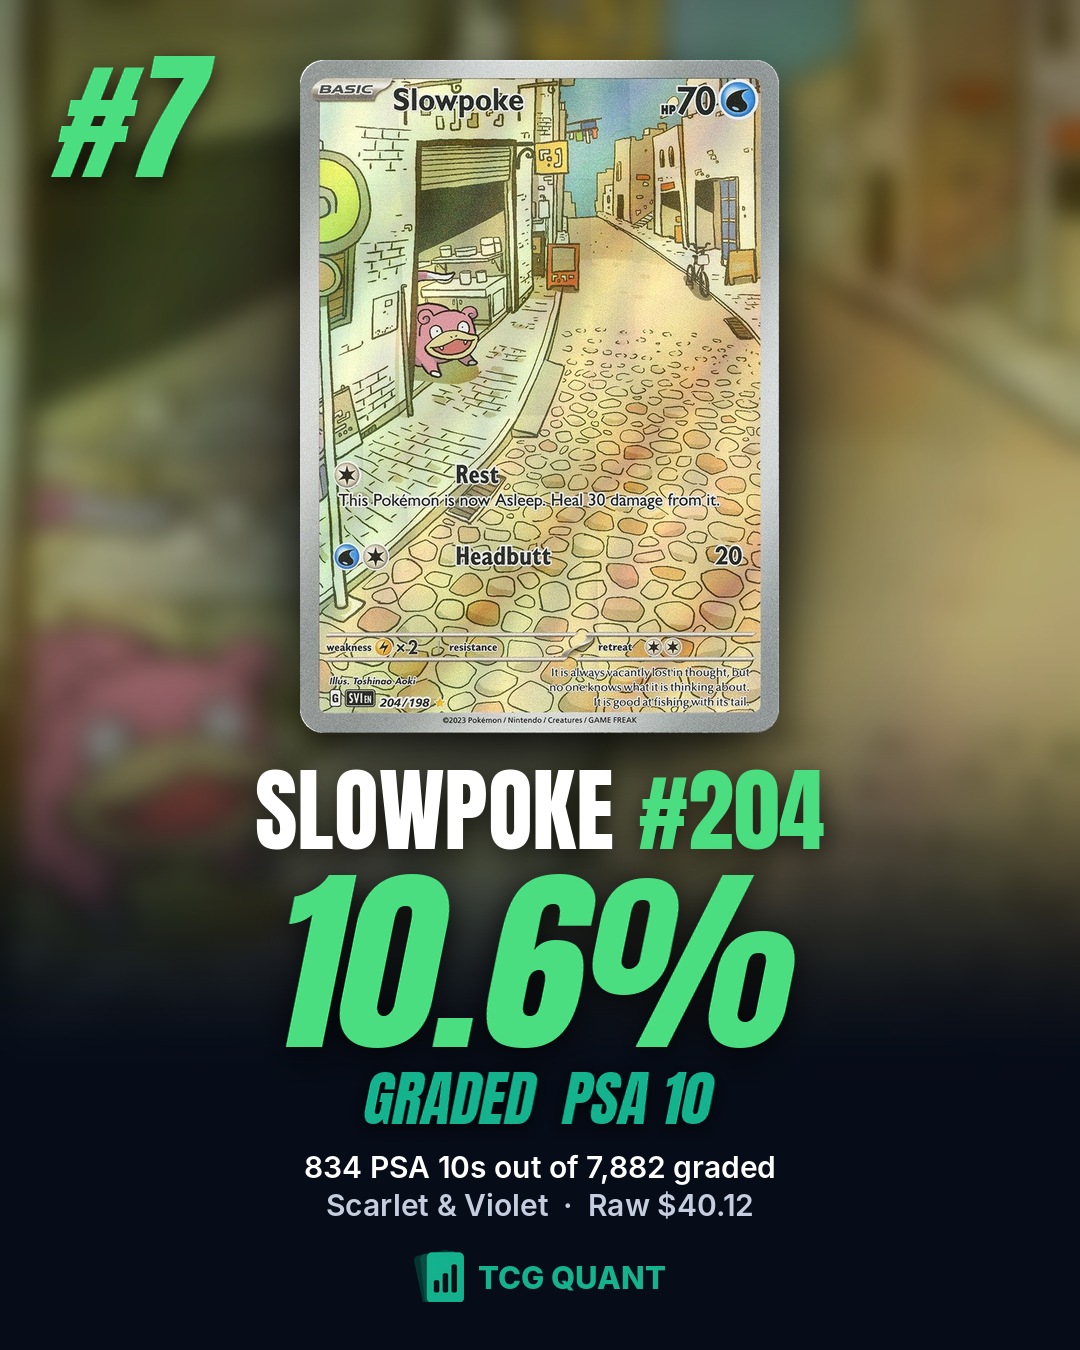 #7
BASIC Slowpoke HP 70
Rest
This Pokémon is now Asleep. Heal 30 damage from it.
Headbutt 20
weakness ×2 resistance retreat
It is always vacantly lost in thought, but
no one knows what it is thinking about.
It is good at fishing with its tail.
Illus. Toshinao Aoki
G SVI EN 204/198
©2023 Pokémon / Nintendo / Creatures / GAME FREAK
SLOWPOKE #204
10.6%
GRADED PSA 10
834 PSA 10s out of 7,882 graded
Scarlet & Violet · Raw $40.12
TCG QUANT